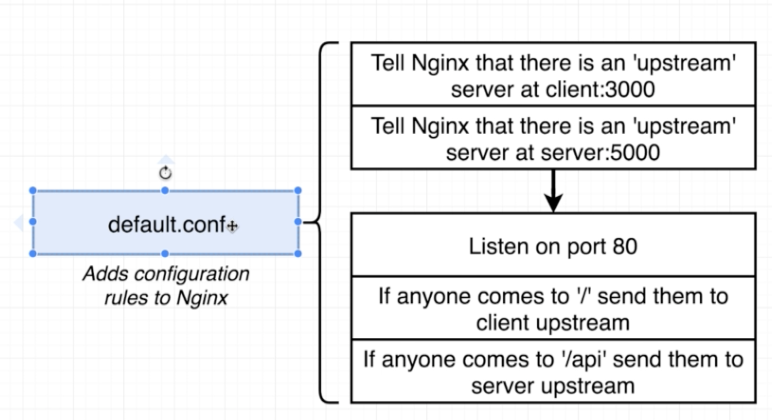 default.conf
Adds configuration
rules to Nginx
Tell Nginx that there is an 'upstream'
server at client:3000
Tell Nginx that there is an 'upstream'
server at server:5000
Listen on port 80
If anyone comes to '/' send them to
client upstream
If anyone comes to '/api' send them to
server upstream